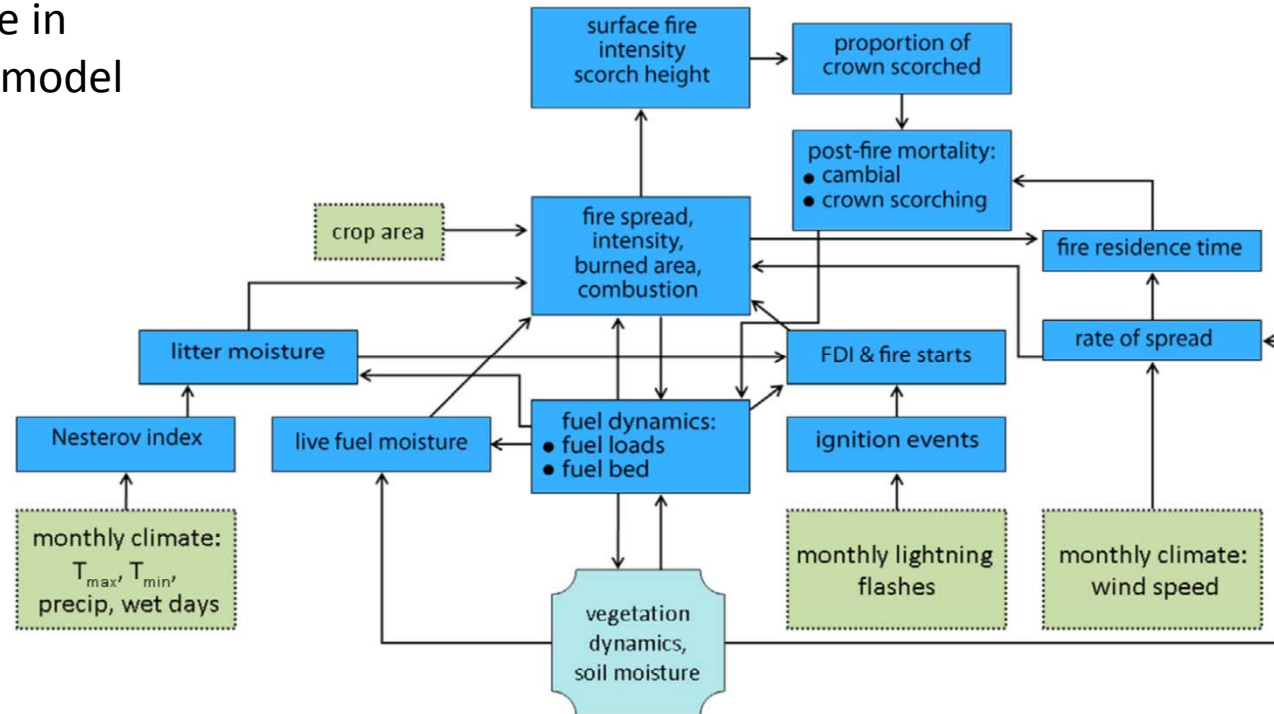 e in
model
surface fire
intensity
scorch height
proportion of
crown scorched
post-fire mortality:
● cambial
● crown scorching
crop area
fire spread,
intensity,
burned area,
combustion
fire residence time
litter moisture
FDI & fire starts
rate of spread
Nesterov index
live fuel moisture
fuel dynamics:
● fuel loads
● fuel bed
ignition events
monthly climate:
Tmax, Tmin,
precip, wet days
monthly lightning
flashes
monthly climate:
wind speed
vegetation
dynamics,
soil moisture